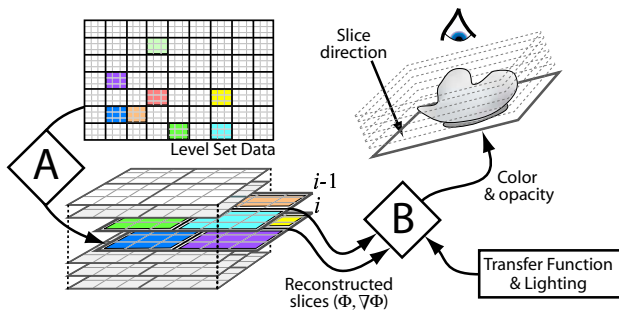 Slice
direction
Level Set Data
A
i-1
i
B
Color
& opacity
Reconstructed
slices (Φ, ∇Φ)
Transfer Function
& Lighting